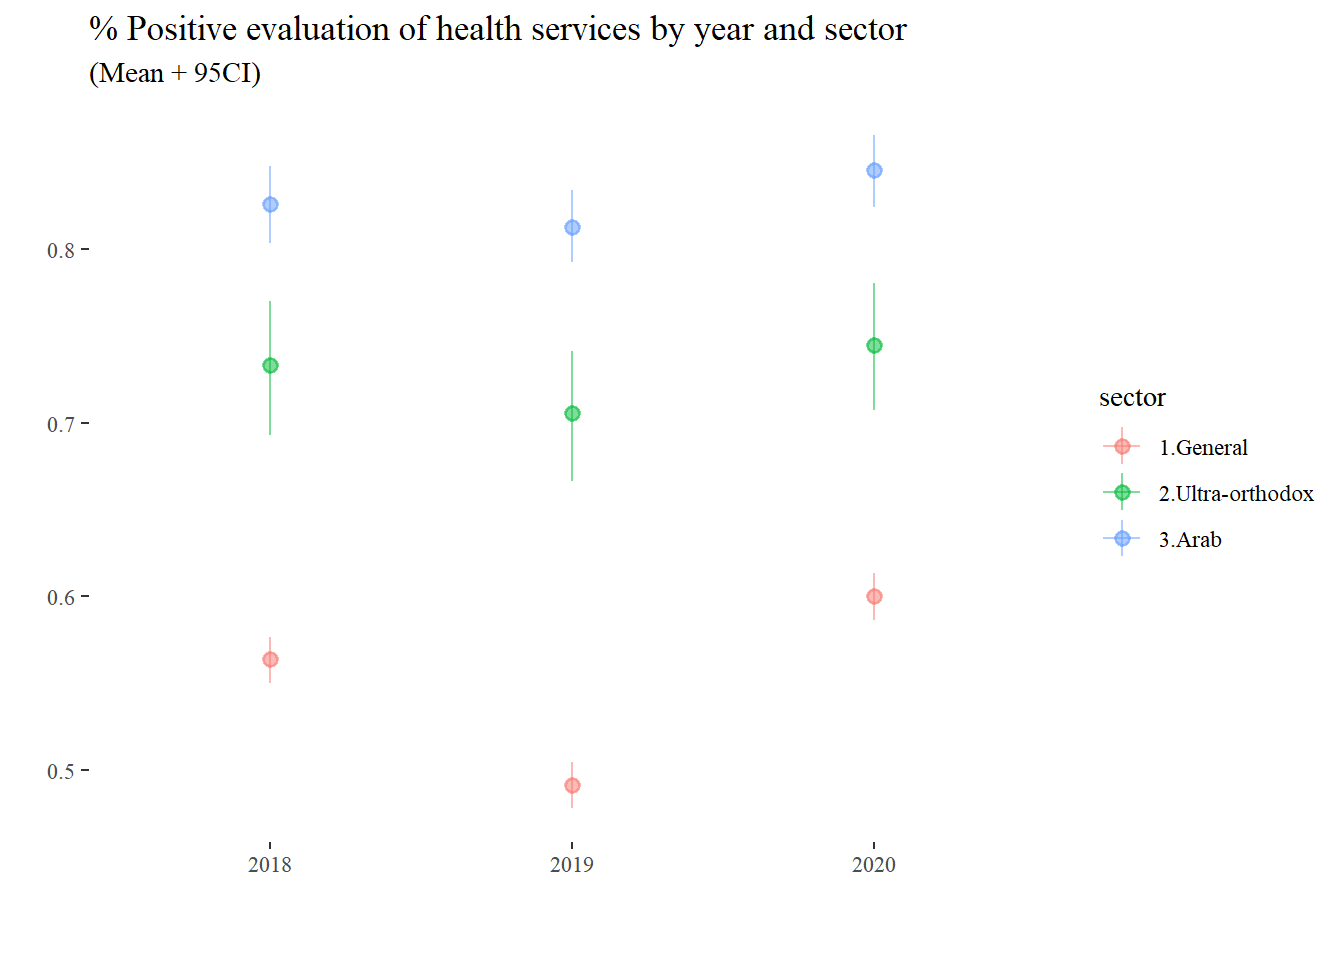 % Positive evaluation of health services by year and sector
(Mean + 95CI)
0.8
0.7
0.6
0.5
2018 2019 2020
sector
1.General
2.Ultra-orthodox
3.Arab